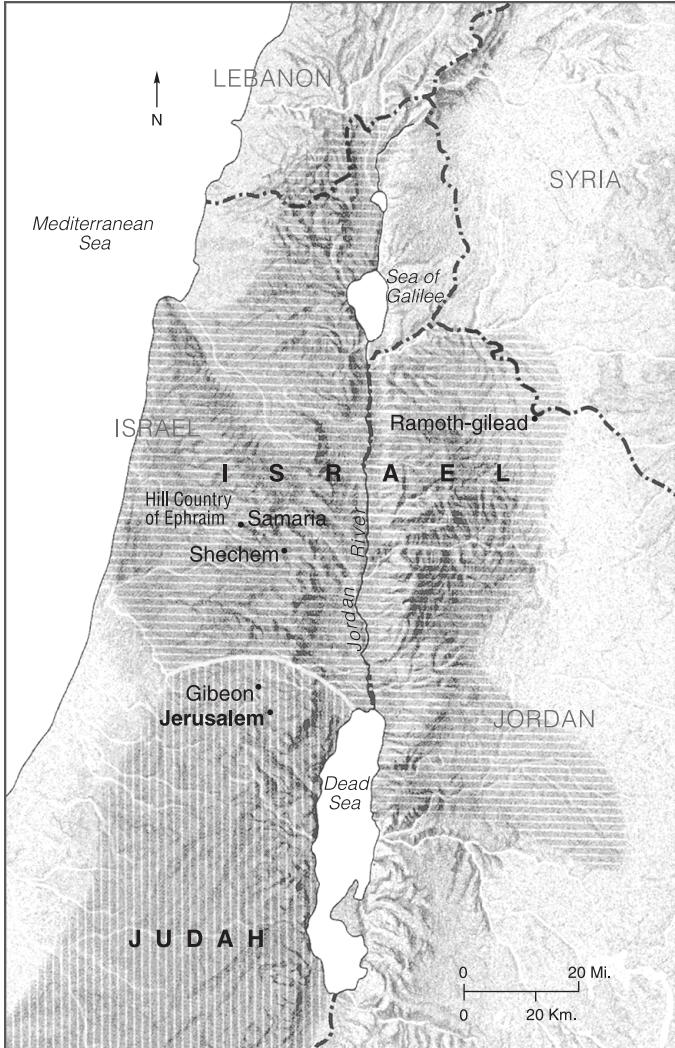 LEBANON
N
SYRIA
Mediterranean
Sea
Sea of
Galilee
ISRAEL
Ramoth-gilead
I S R A E L
Hill Country
of Ephraim
Samaria
Shechem
Jordan River
Gibeon
Jerusalem
JORDAN
Dead
Sea
J U D A H
0 20 Mi.
0 20 Km.